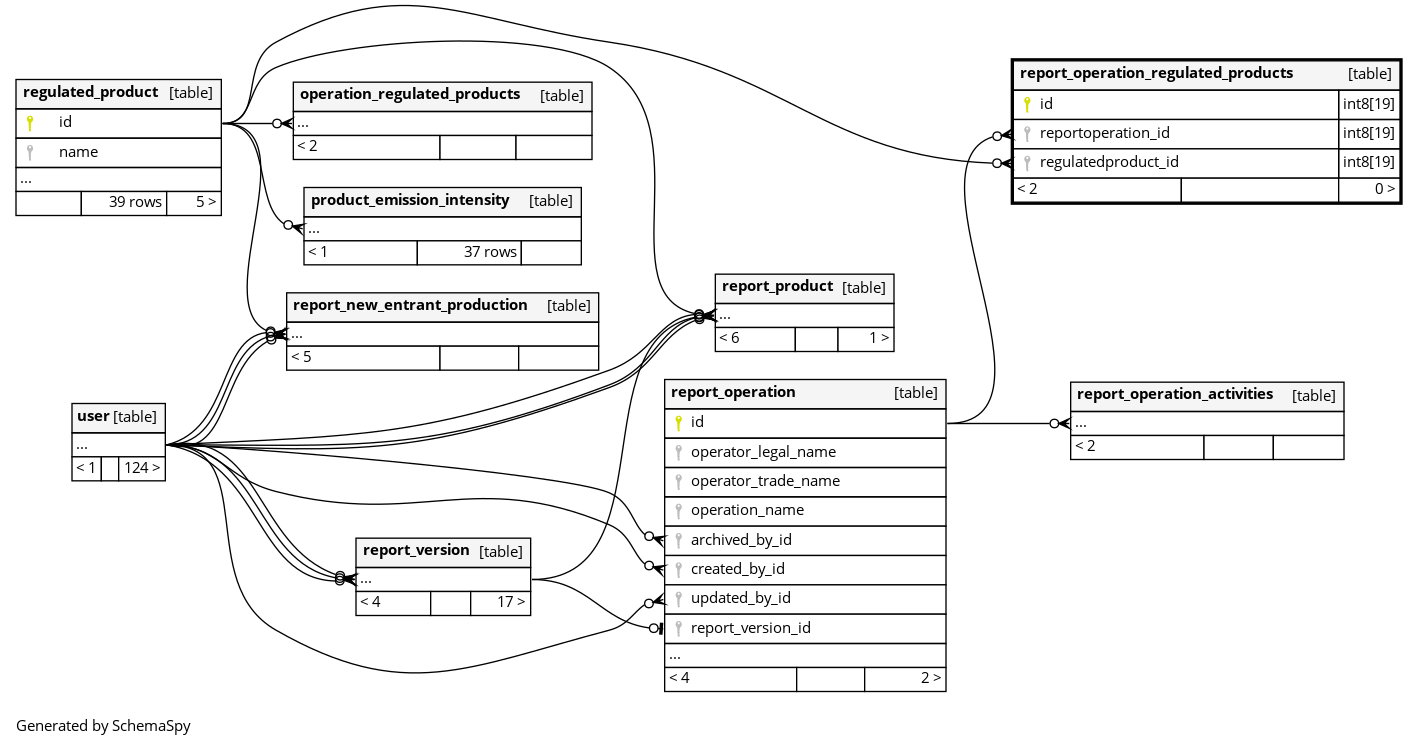 regulated_product [table]
id
name
...
39 rows 5 >
operation_regulated_products [table]
...
< 2
product_emission_intensity [table]
...
< 1 37 rows
report_new_entrant_production [table]
...
< 5
user [table]
...
< 1 124 >
report_version [table]
...
< 4 17 >
report_product [table]
...
< 6 1 >
report_operation [table]
id
operator_legal_name
operator_trade_name
operation_name
archived_by_id
created_by_id
updated_by_id
report_version_id
...
< 4 2 >
report_operation_regulated_products [table]
id int8[19]
reportoperation_id int8[19]
regulatedproduct_id int8[19]
< 2 0 >
report_operation_activities [table]
...
< 2
Generated by SchemaSpy